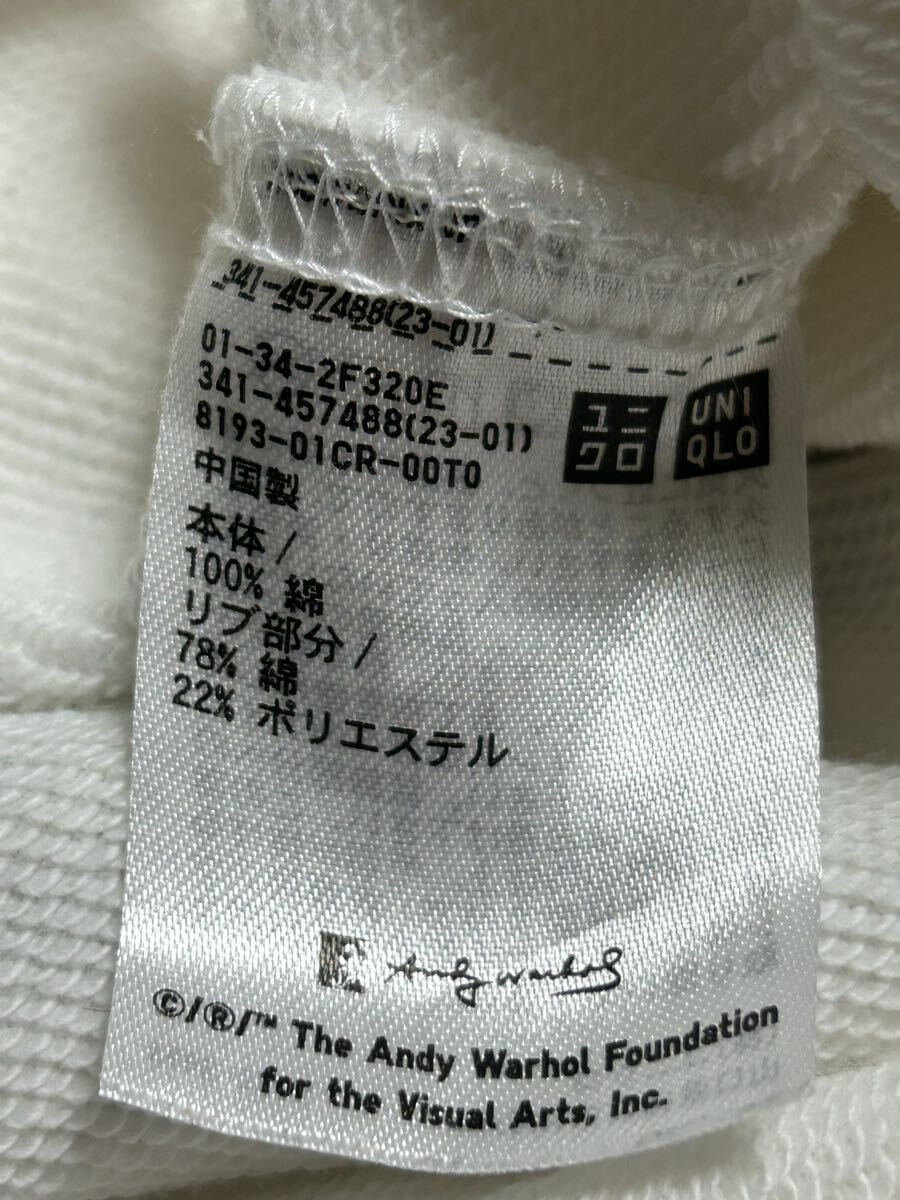 341-457488(23-01)
01-34-2F320E
341-457488(23-01)
8193-01CR-00T0
ユニ
クロ
UNI
QLO
中国製
本体 /
100% 綿
リブ部分 /
78% 綿
22% ポリエステル
Andy Warhol
©/®/™ The Andy Warhol Foundation
for the Visual Arts, Inc.